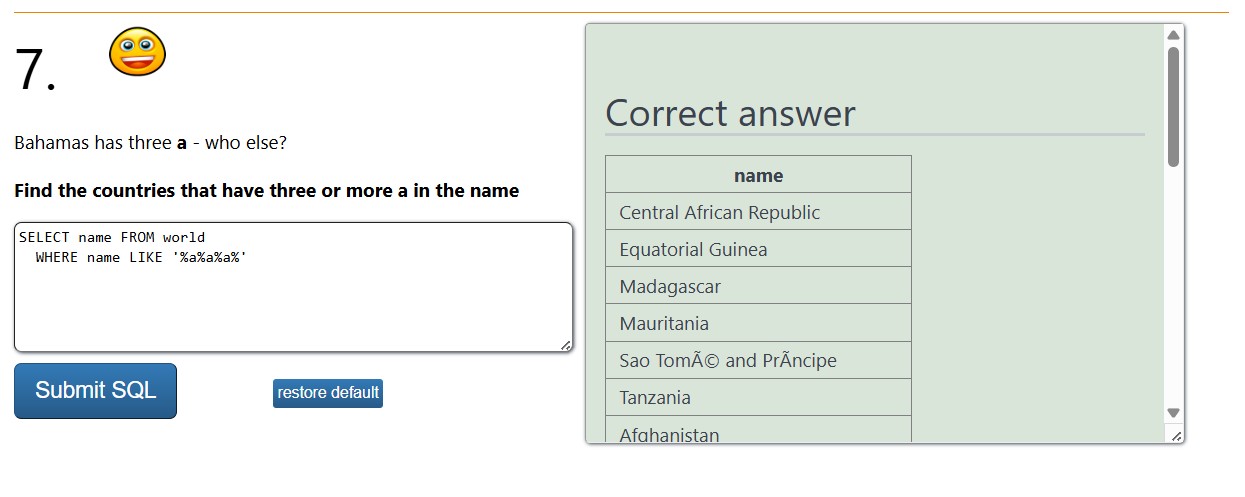 7.
Bahamas has three a - who else?
Find the countries that have three or more a in the name
SELECT name FROM world
WHERE name LIKE '%a%a%a%'
Submit SQL
restore default
Correct answer
name
Central African Republic
Equatorial Guinea
Madagascar
Mauritania
Sao TomÃ© and PrÃncipe
Tanzania
Afghanistan